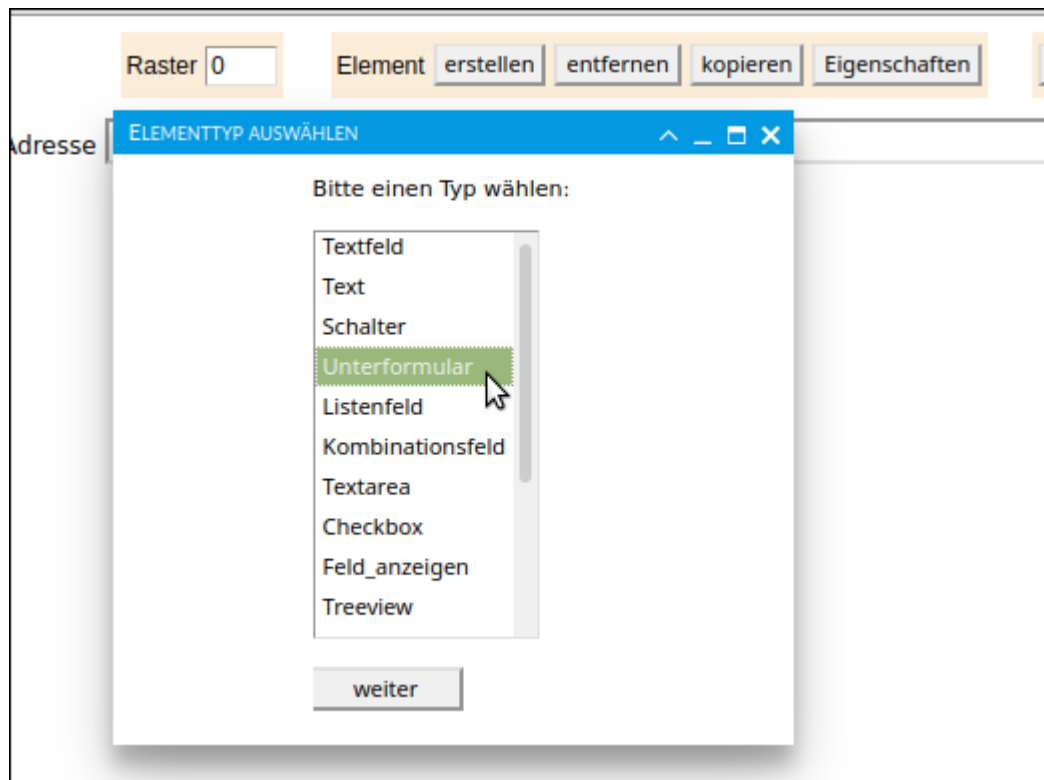 Raster 0 Element erstellen entfernen kopieren Eigenschaften
Adresse
ELEMENTTYP AUSWÄHLEN
Bitte einen Typ wählen:
Textfeld
Text
Schalter
Unterformular
Listenfeld
Kombinationsfeld
Textarea
Checkbox
Feld_anzeigen
Treeview
weiter